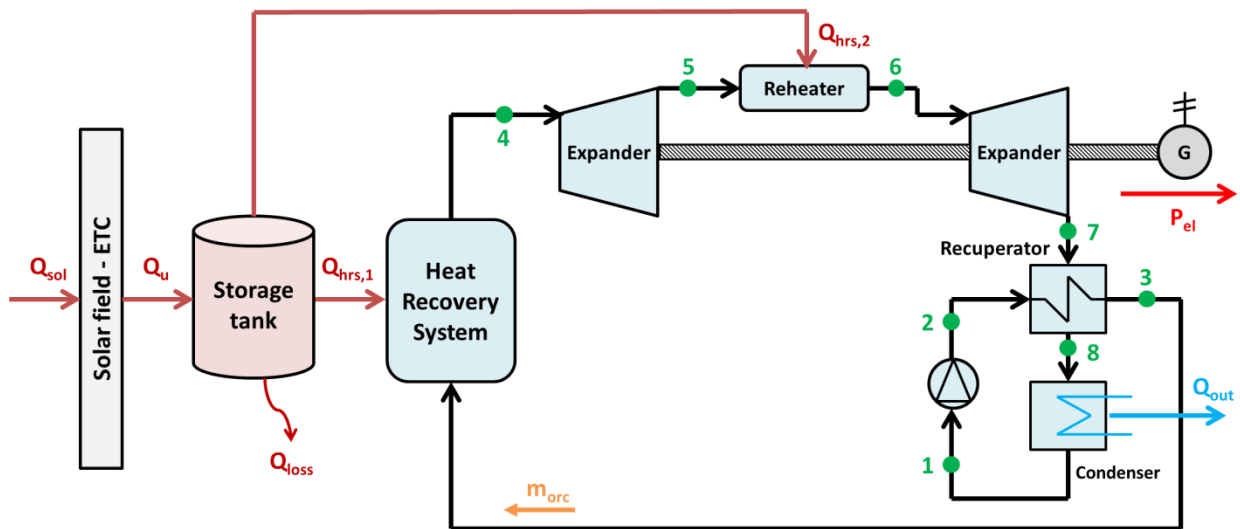 Q_hrs,2
5
6
Reheater
4
Expander
Expander
G
P_el
7
Recuperator
3
Solar field - ETC
Q_sol
Q_u
Q_hrs,1
Storage
tank
Heat
Recovery
System
2
8
Q_out
1
Condenser
Q_loss
m_orc